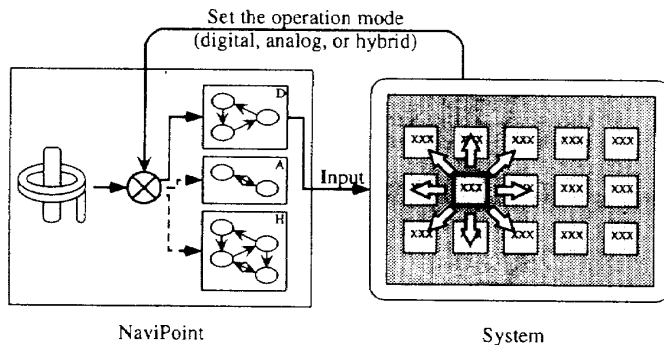 Set the operation mode
(digital, analog, or hybrid)
D
A
H
Input
xxx xxx xxx xxx xxx
xxx xxx xxx xxx xxx
xxx xxx xxx xxx xxx
NaviPoint
System